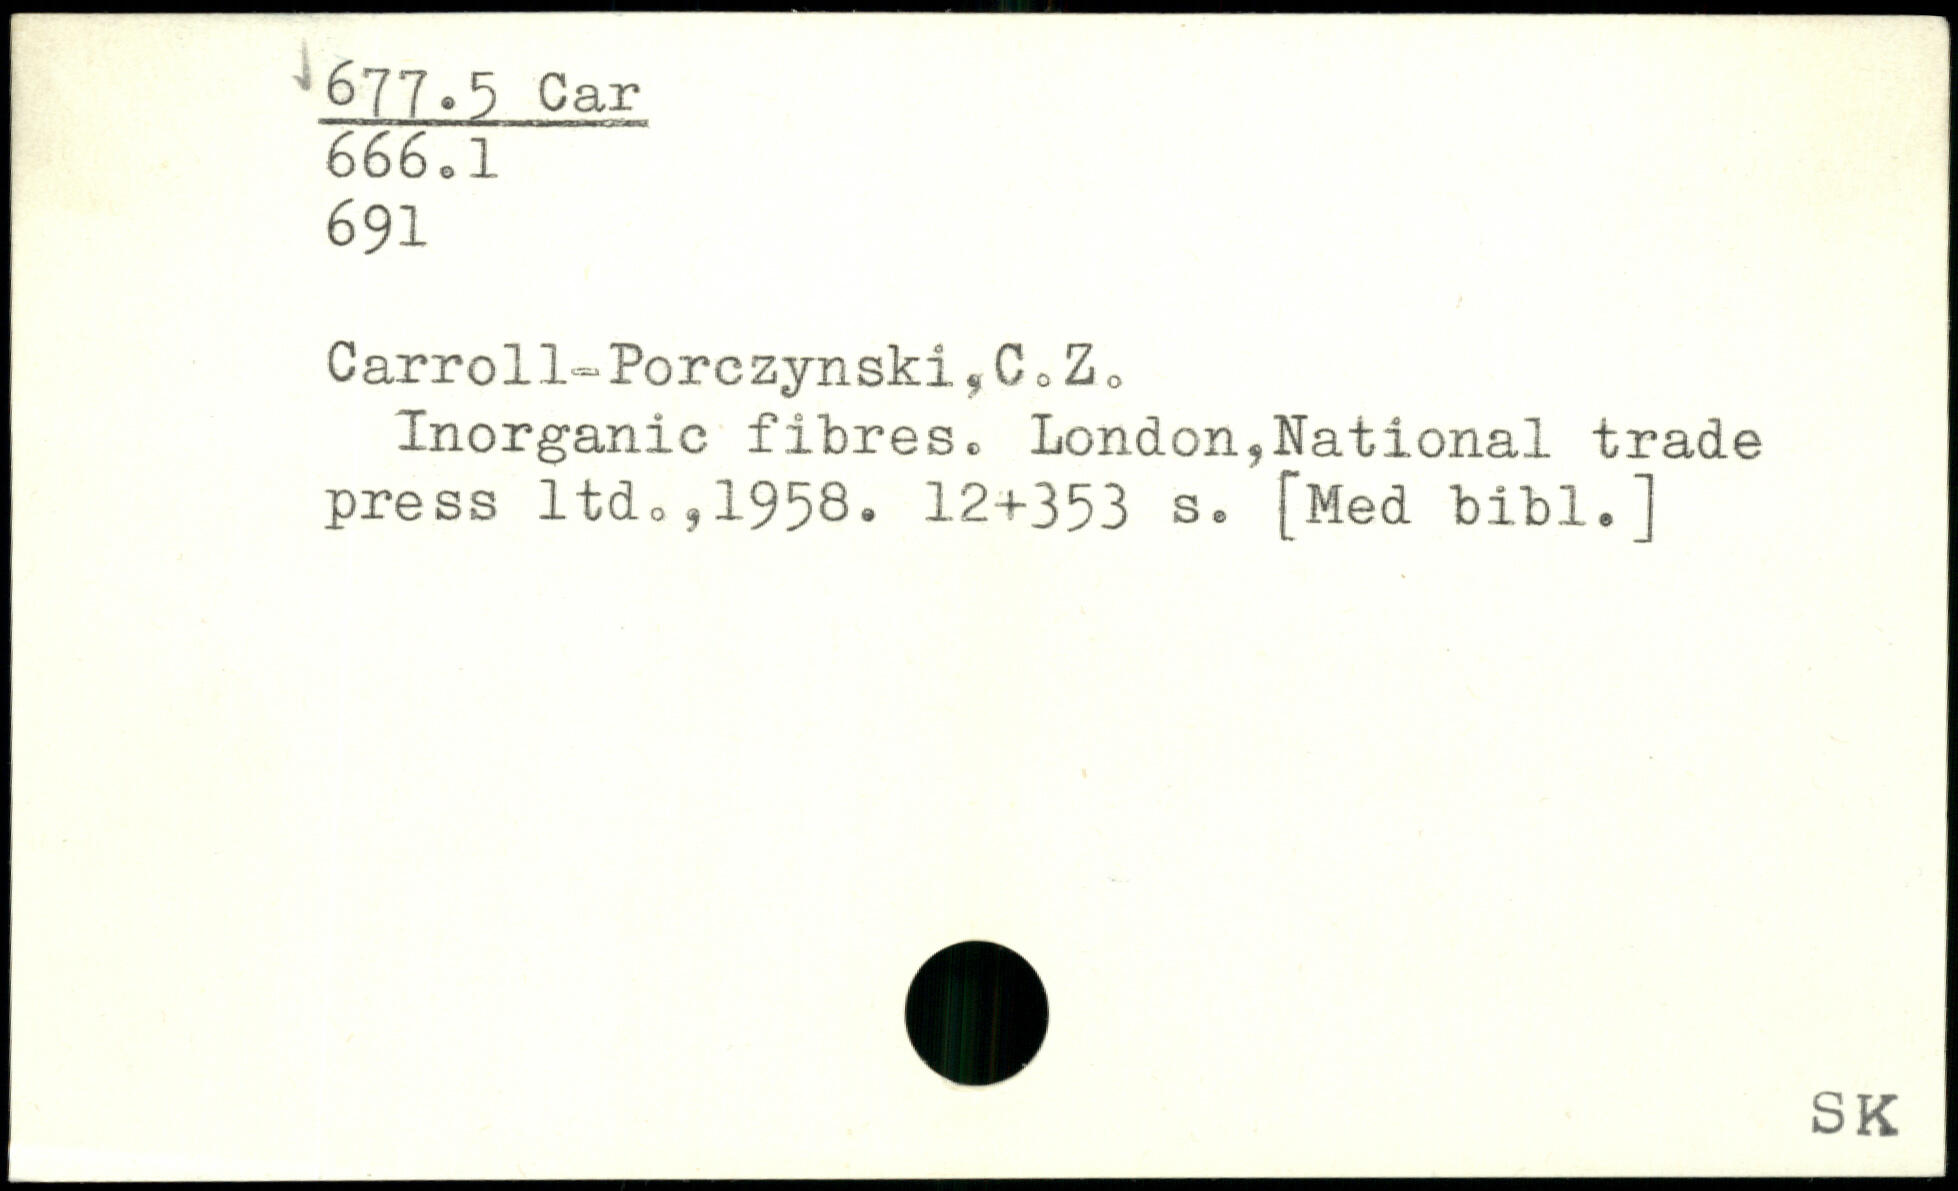 677.5 Car
666.1
691
Carroll-Porczynski,C.Z.
Inorganic fibres. London,National trade
press ltd.,1958. 12+353 s. [Med bibl.]
SK